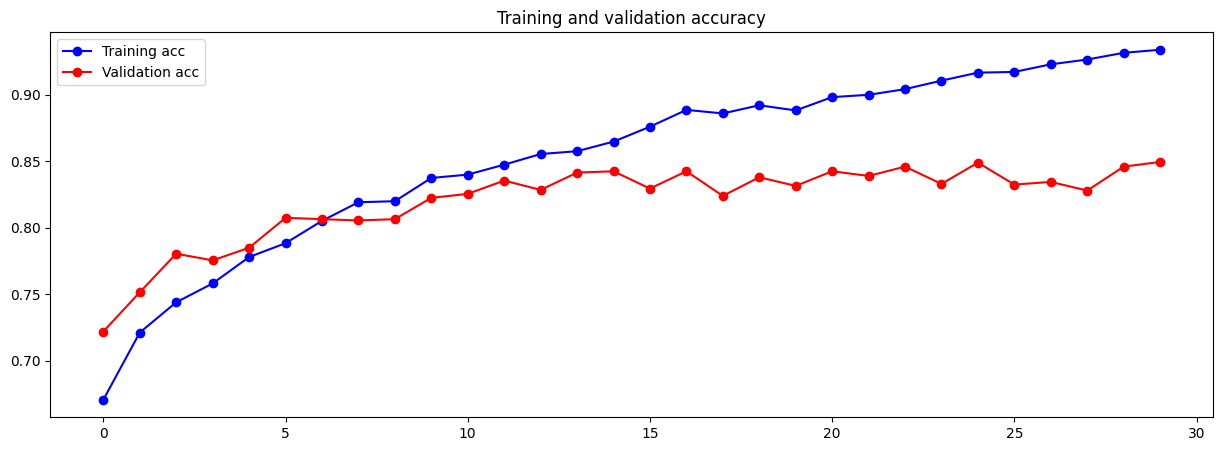 Training and validation accuracy
Training acc
Validation acc
0.90
0.85
0.80
0.75
0.70
0 5 10 15 20 25 30